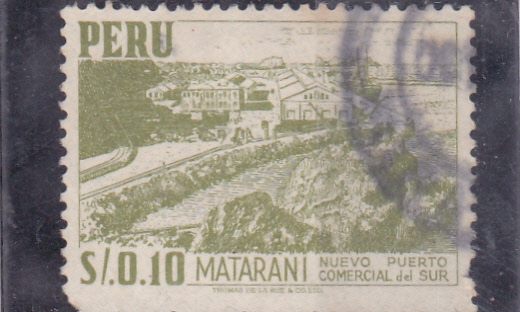 PERU
S/.0.10 MATARANI NUEVO PUERTO
COMERCIAL del SUR
THOMAS DE LA RUE & CO. LTD.